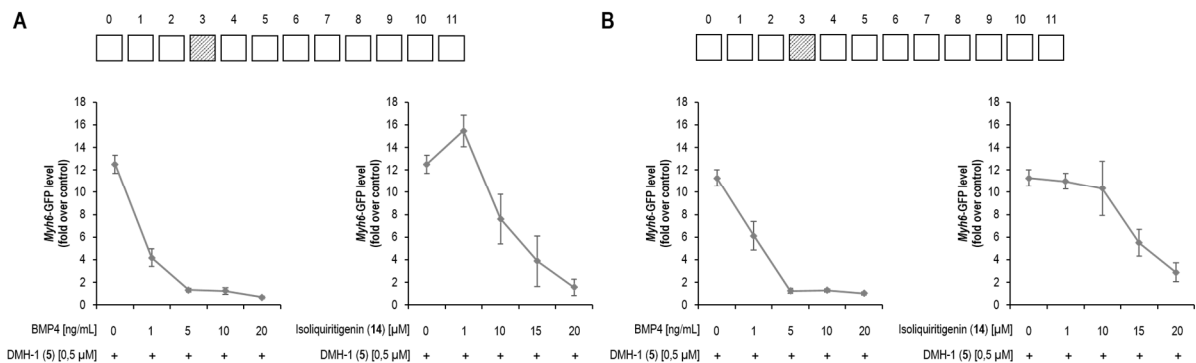 A
0 1 2 3 4 5 6 7 8 9 10 11
Myh6-GFP level
(fold over control)
18
16
14
12
10
8
6
4
2
0
BMP4 [ng/mL] 0 1 5 10 20
DMH-1 (5) [0,5 µM] + + + + +
Myh6-GFP level
(fold over control)
18
16
14
12
10
8
6
4
2
0
Isoliquiritigenin (14) [µM] 0 1 10 15 20
DMH-1 (5) [0,5 µM] + + + + +
B
0 1 2 3 4 5 6 7 8 9 10 11
Myh6-GFP level
(fold over control)
18
16
14
12
10
8
6
4
2
0
BMP4 [ng/mL] 0 1 5 10 20
DMH-1 (5) [0,5 µM] + + + + +
Myh6-GFP level
(fold over control)
18
16
14
12
10
8
6
4
2
0
Isoliquiritigenin (14) [µM] 0 1 10 15 20
DMH-1 (5) [0,5 µM] + + + + +